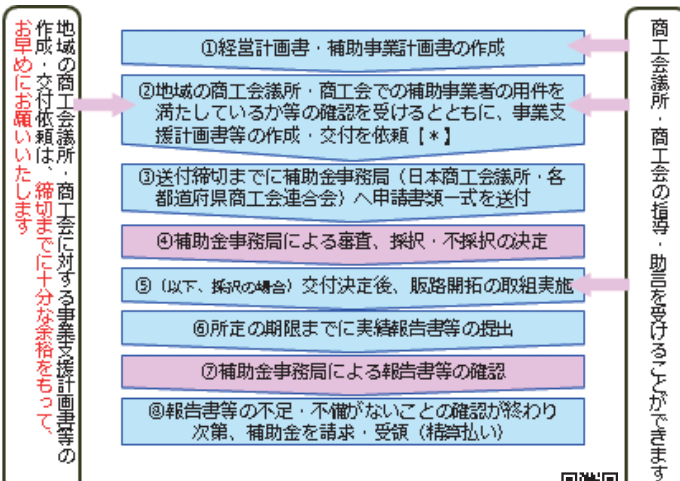 地域の商工会議所・商工会に対する事業支援計画書等の
作成・交付依頼は、締切までに十分な余裕をもって、
お早めにお願いいたします
①経営計画書・補助事業計画書の作成
②地域の商工会議所・商工会での補助事業者の用件を
満たしているか等の確認を受けるとともに、事業支
援計画書等の作成・交付を依頼【*】
③送付締切までに補助金事務局（日本商工会議所・各
都道府県商工会連合会）へ申請書類一式を送付
④補助金事務局による審査、採択・不採択の決定
⑤（以下、採択の場合）交付決定後、販路開拓の取組実施
⑥所定の期限までに実績報告書等の提出
⑦補助金事務局による報告書等の確認
⑧報告書等の不足・不備がないことの確認が終わり
次第、補助金を請求・受領（精算払い）
商工会議所・商工会の指導・助言を受けることができます